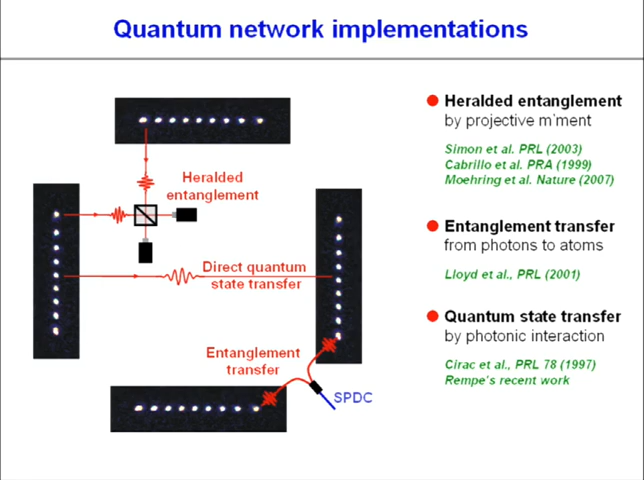 Quantum network implementations
Heralded
entanglement
Direct quantum
state transfer
Entanglement
transfer
SPDC
Heralded entanglement
by projective m'ment
Simon et al. PRL (2003)
Cabrillo et al. PRA (1999)
Moehring et al. Nature (2007)
Entanglement transfer
from photons to atoms
Lloyd et al., PRL (2001)
Quantum state transfer
by photonic interaction
Cirac et al., PRL 78 (1997)
Rempe's recent work